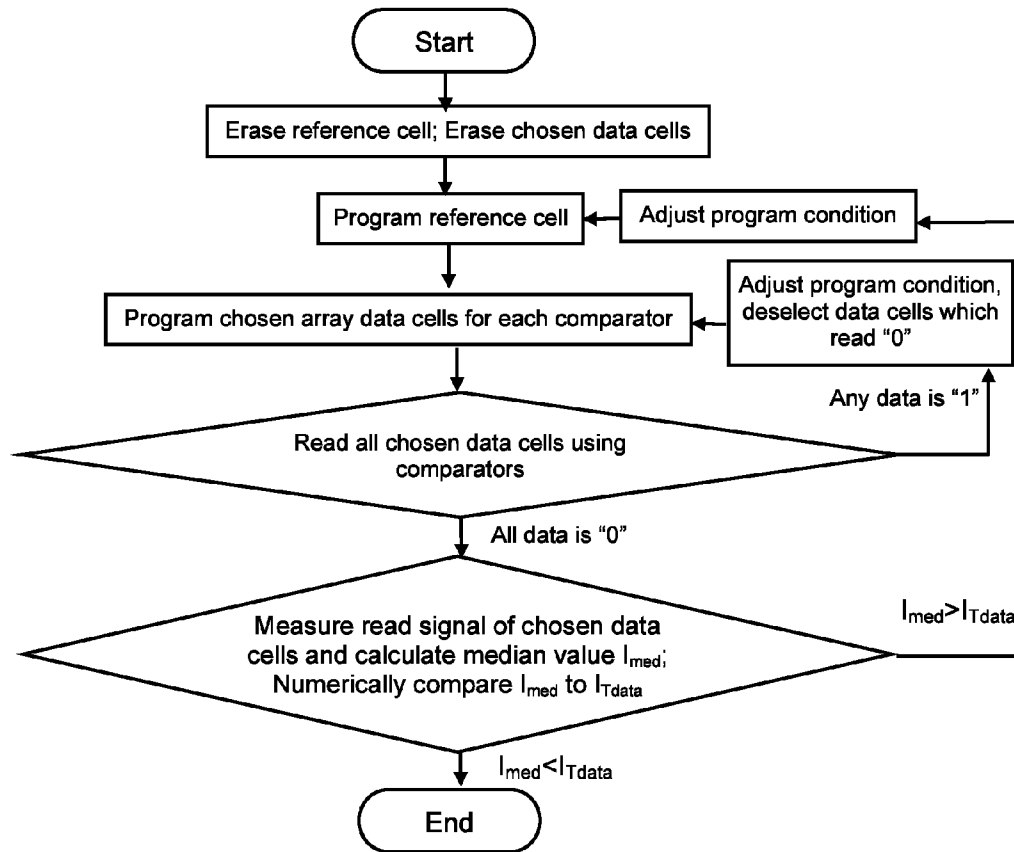 Start
Erase reference cell; Erase chosen data cells
Program reference cell
Adjust program condition
Adjust program condition,
deselect data cells which
read “0”
Program chosen array data cells for each comparator
Any data is “1”
Read all chosen data cells using
comparators
All data is “0”
Measure read signal of chosen data
cells and calculate median value Imed;
Numerically compare Imed to ITdata
Imed>ITdata
Imed<ITdata
End